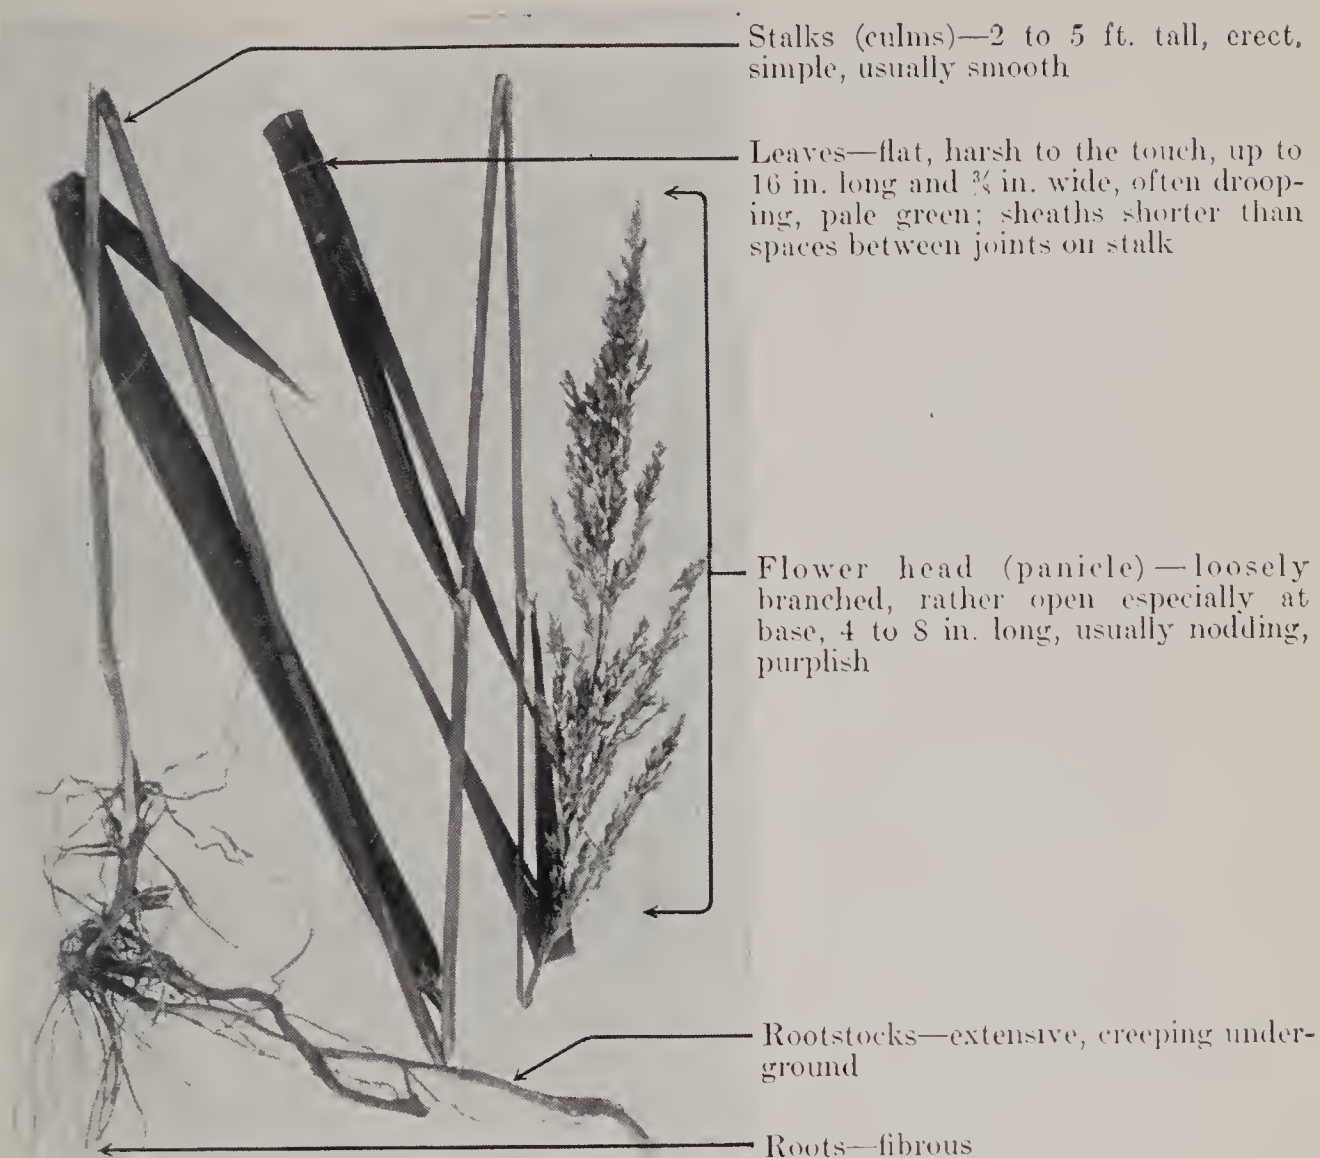 Stalks (culms)—2 to 5 ft. tall, erect,
simple, usually smooth
Leaves—flat, harsh to the touch, up to
16 in. long and ¾ in. wide, often droop-
ing, pale green; sheaths shorter than
spaces between joints on stalk
Flower head (panicle)—loosely
branched, rather open especially at
base, 4 to 8 in. long, usually nodding,
purplish
Rootstocks—extensive, creeping under-
ground
Roots—fibrous